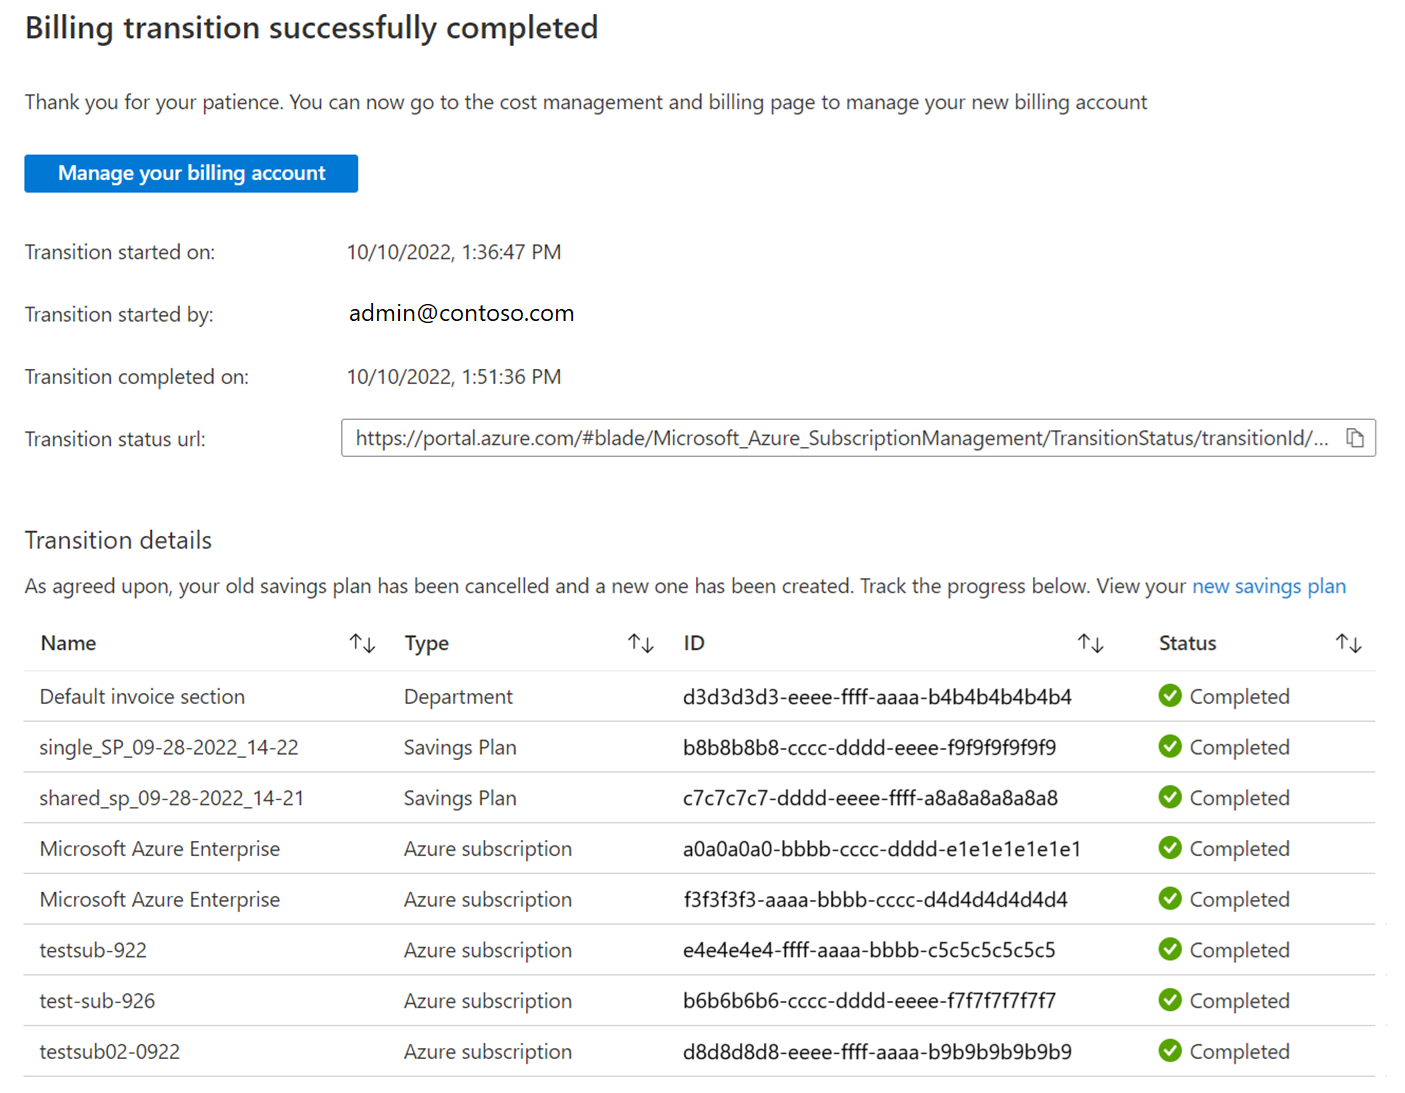 Billing transition successfully completed
Thank you for your patience. You can now go to the cost management and billing page to manage your new billing account
Manage your billing account
Transition started on: 10/10/2022, 1:36:47 PM
Transition started by: admin@contoso.com
Transition completed on: 10/10/2022, 1:51:36 PM
Transition status url: https://portal.azure.com/#blade/Microsoft_Azure_SubscriptionManagement/TransitionStatus/transitionId/...
Transition details
As agreed upon, your old savings plan has been cancelled and a new one has been created. Track the progress below. View your new savings plan
Name Type ID Status
Default invoice section Department d3d3d3d3-eeee-ffff-aaaa-b4b4b4b4b4b4 Completed
single_SP_09-28-2022_14-22 Savings Plan b8b8b8b8-cccc-dddd-eeee-f9f9f9f9f9f9 Completed
shared_sp_09-28-2022_14-21 Savings Plan c7c7c7c7-dddd-eeee-ffff-a8a8a8a8a8a8 Completed
Microsoft Azure Enterprise Azure subscription a0a0a0a0-bbbb-cccc-dddd-e1e1e1e1e1e1 Completed
Microsoft Azure Enterprise Azure subscription f3f3f3f3-aaaa-bbbb-cccc-d4d4d4d4d4d4 Completed
testsub-922 Azure subscription e4e4e4e4-ffff-aaaa-bbbb-c5c5c5c5c5c5 Completed
test-sub-926 Azure subscription b6b6b6b6-cccc-dddd-eeee-f7f7f7f7f7f7 Completed
testsub02-0922 Azure subscription d8d8d8d8-eeee-ffff-aaaa-b9b9b9b9b9b9 Completed